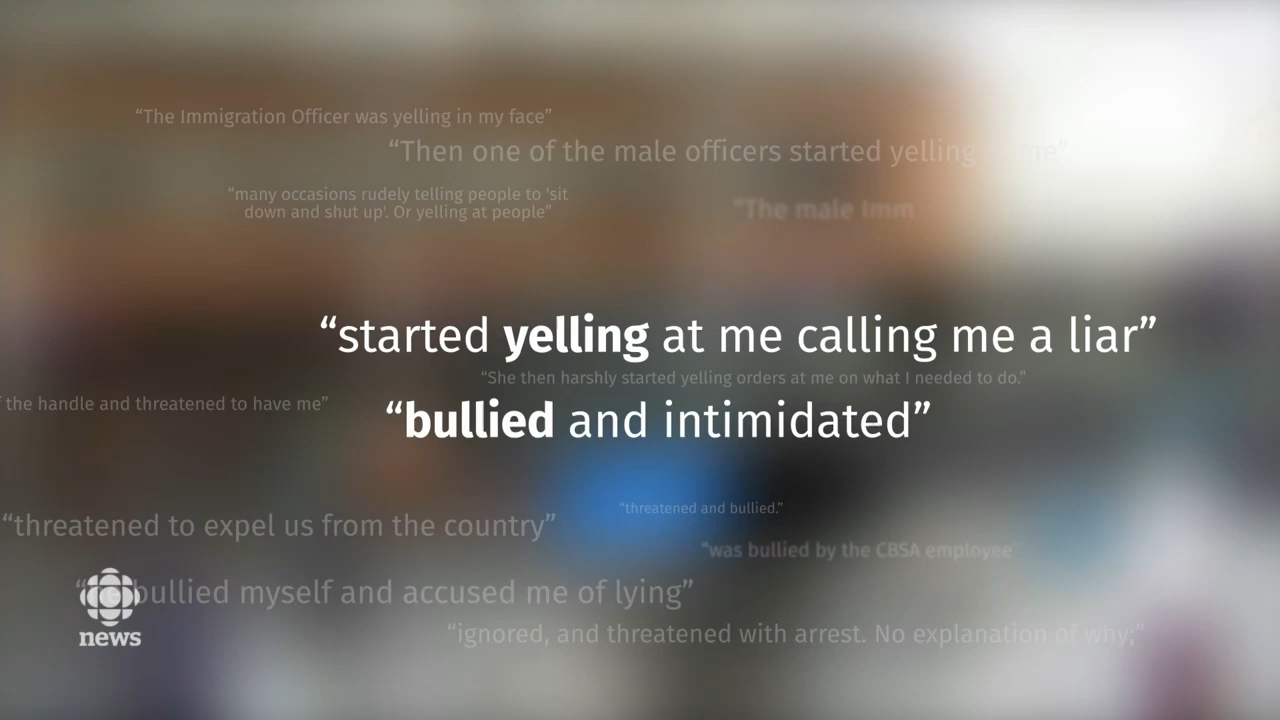 “The Immigration Officer was yelling in my face”
“Then one of the male officers started yelling me”
“many occasions rudely telling people to 'sit
down and shut up'. Or yelling at people”
“The male Imm
“started yelling at me calling me a liar”
“She then harshly started yelling orders at me on what I needed to do.”
the handle and threatened to have me”
“bullied and intimidated”
“threatened and bullied.”
“threatened to expel us from the country”
“was bullied by the CBSA employee”
bullied myself and accused me of lying”
news
“ignored, and threatened with arrest. No explanation of why;”